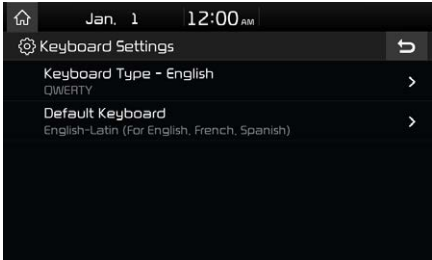 Jan. 1 12:00 AM
Keyboard Settings
Keyboard Type - English
QWERTY
Default Keyboard
English-Latin (For English, French, Spanish)